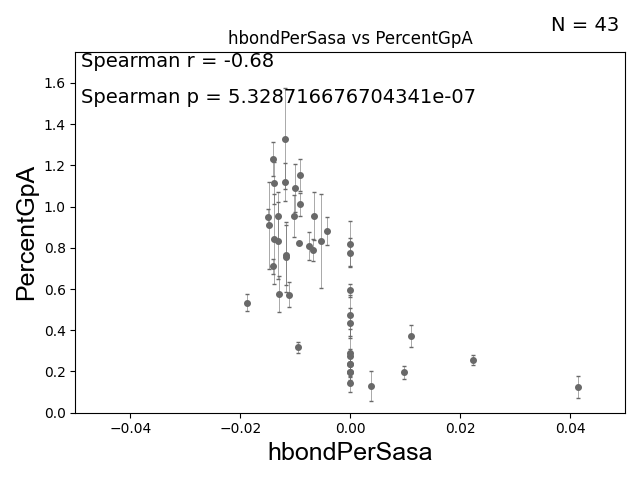 N = 43
hbondPerSasa vs PercentGpA
Spearman r = -0.68
Spearman p = 5.328716676704341e-07
1.6
1.4
1.2
1.0
0.8
0.6
0.4
0.2
0.0
PercentGpA
−0.04 −0.02 0.00 0.02 0.04
hbondPerSasa